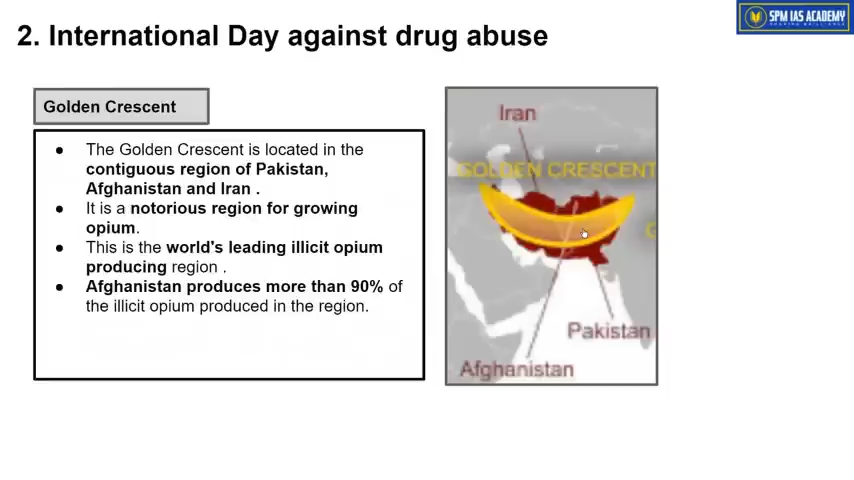 2. International Day against drug abuse
SPM IAS ACADEMY
Golden Crescent
● The Golden Crescent is located in the
contiguous region of Pakistan,
Afghanistan and Iran .
● It is a notorious region for growing
opium.
● This is the world's leading illicit opium
producing region .
● Afghanistan produces more than 90% of
the illicit opium produced in the region.
Iran
GOLDEN CRESCENT
Pakistan
Afghanistan